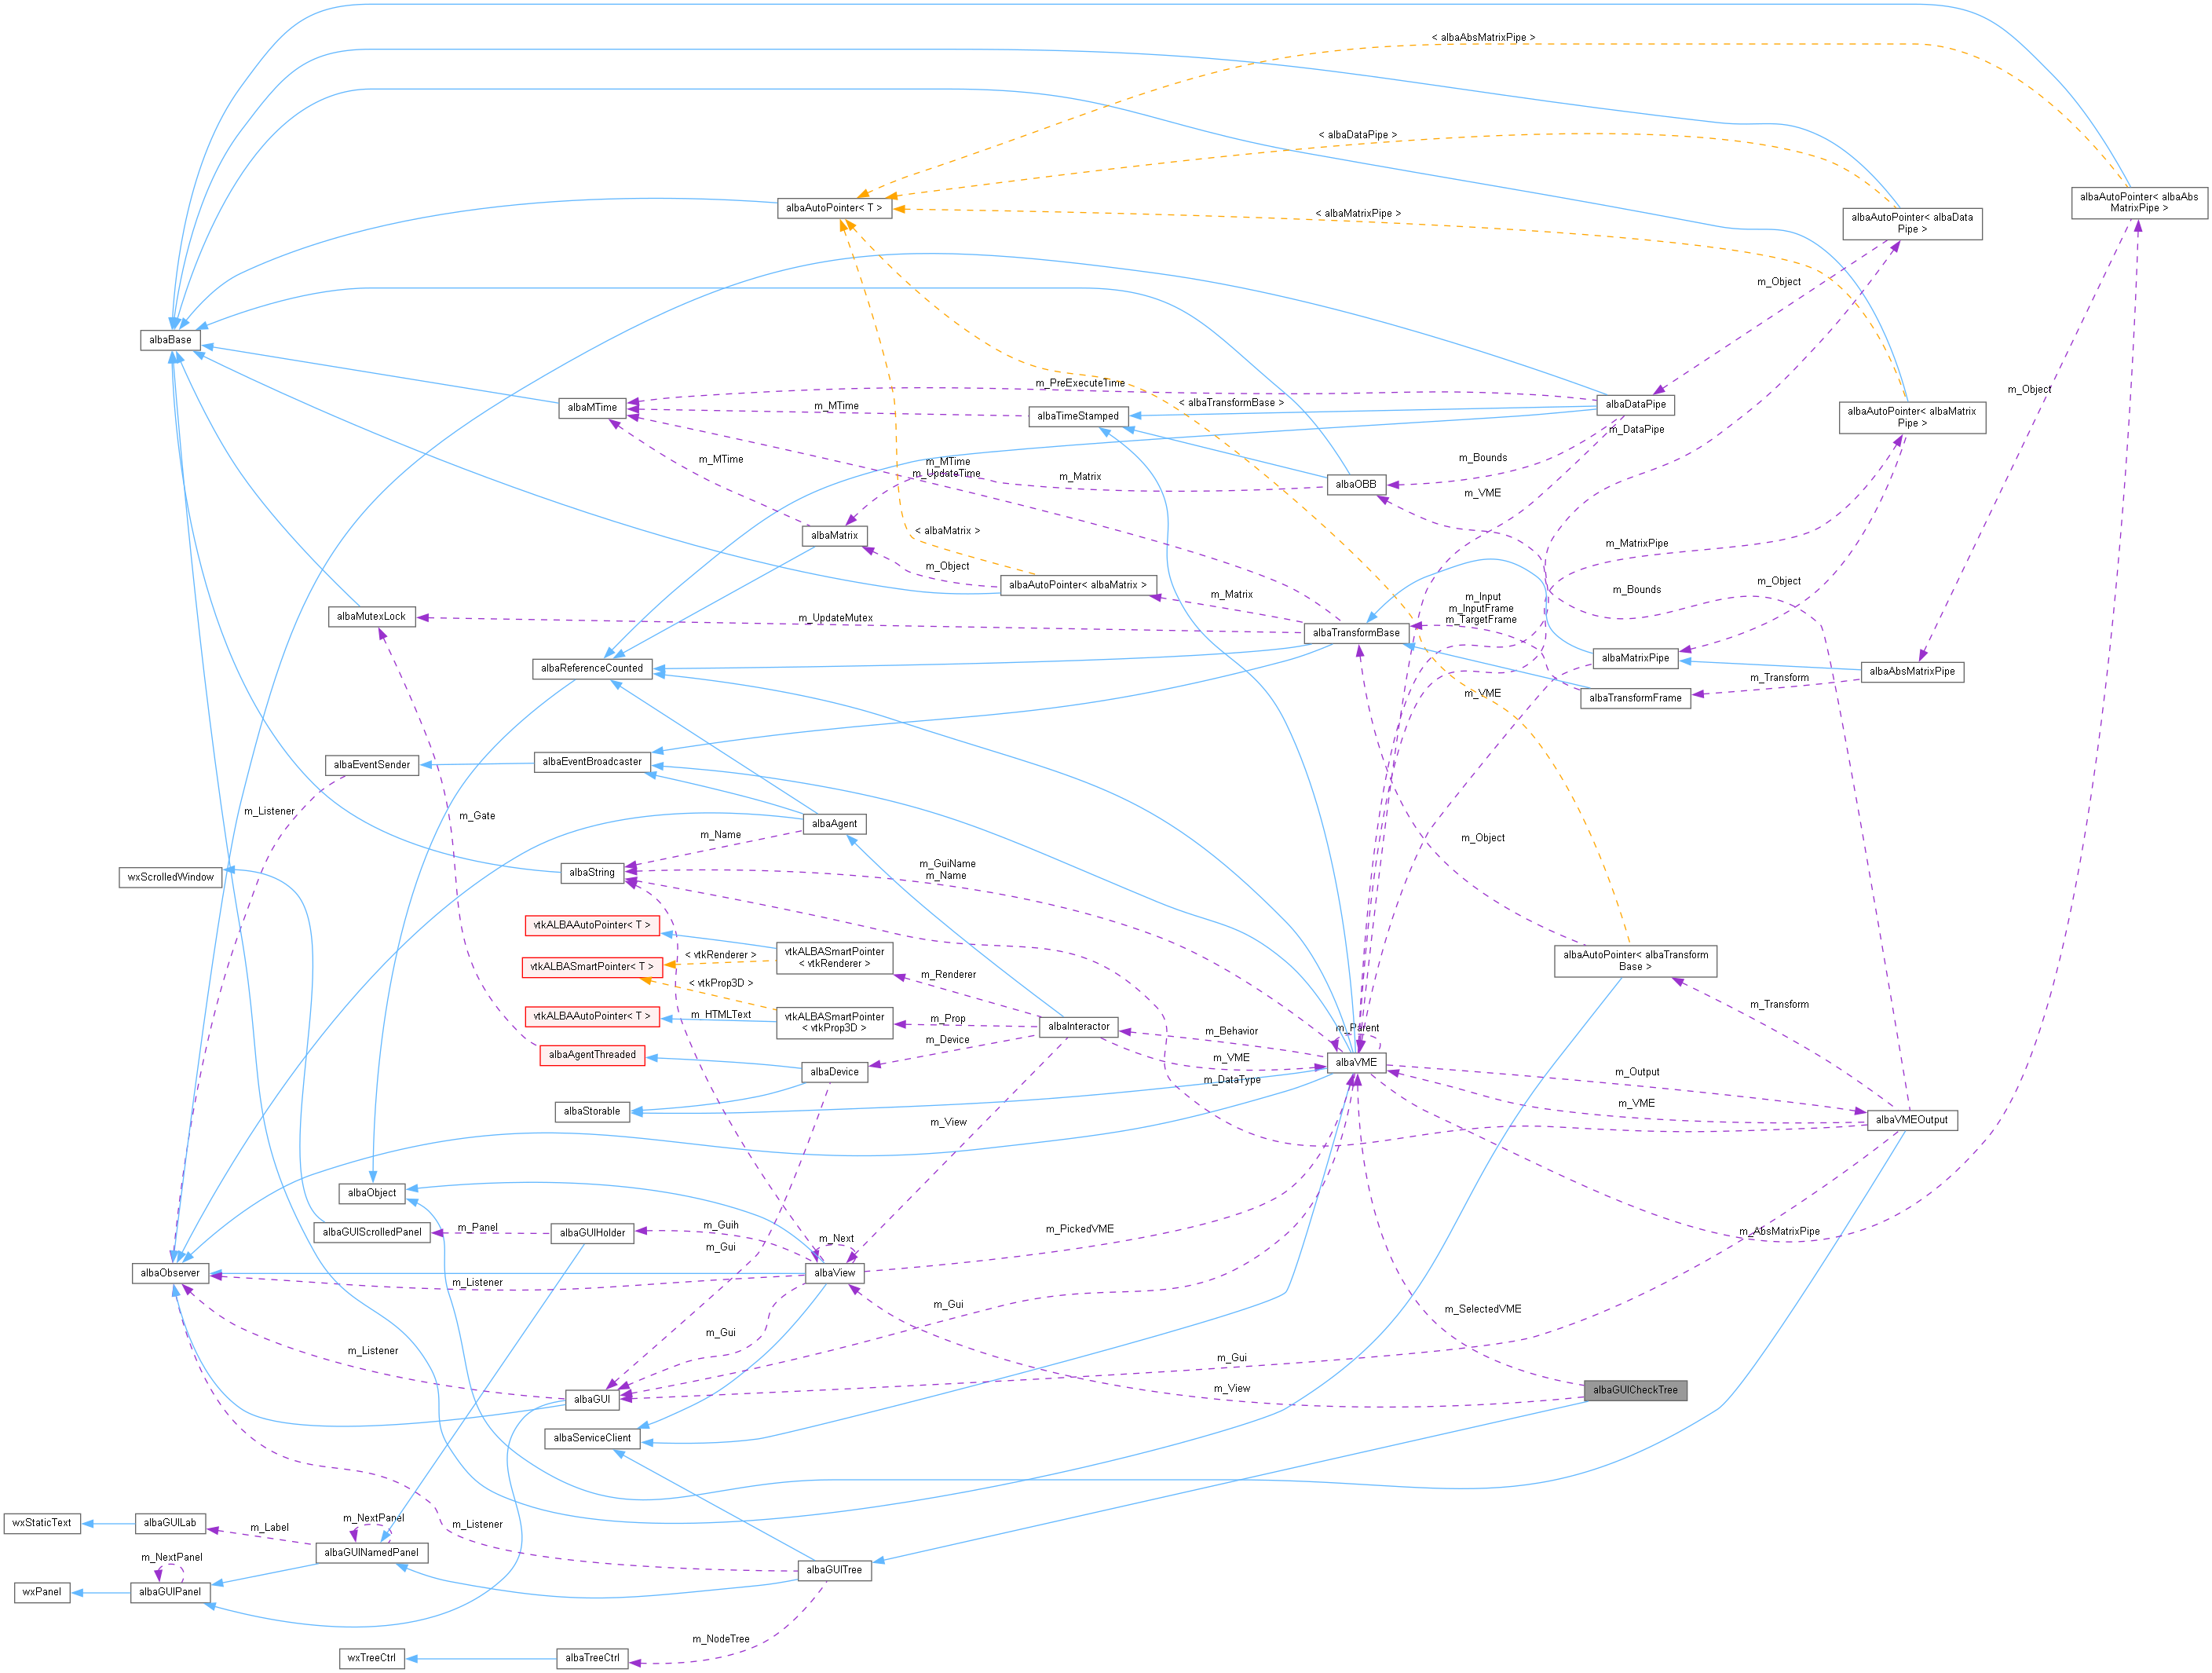 < albaAbsMatrixPipe >
< albaDataPipe >
albaAutoPointer< albaAbs
MatrixPipe >
albaAutoPointer< T >
< albaMatrixPipe >
albaAutoPointer< albaData
Pipe >
m_Object
albaBase
m_PreExecuteTime
albaMTime
m_MTime
albaTimeStamped
< albaTransformBase >
albaDataPipe
m_Object
albaAutoPointer< albaMatrix
Pipe >
m_DataPipe
m_MTime
m_MTime
m_UpdateTime
m_Matrix
m_Bounds
albaOBB
m_VME
albaMatrix
< albaMatrix >
m_MatrixPipe
m_Object
albaAutoPointer< albaMatrix >
m_Object
m_Bounds
m_Matrix
m_Input
m_InputFrame
m_TargetFrame
albaMutexLock
m_UpdateMutex
albaTransformBase
albaReferenceCounted
albaMatrixPipe
albaAbsMatrixPipe
m_Transform
albaTransformFrame
m_VME
albaEventSender
albaEventBroadcaster
m_Listener
m_Gate
albaAgent
m_Name
m_Object
wxScrolledWindow
albaString
m_GuiName
m_Name
vtkALBAAutoPointer< T >
vtkALBASmartPointer
< vtkRenderer >
< vtkRenderer >
vtkALBASmartPointer< T >
m_Renderer
albaAutoPointer< albaTransform
Base >
< vtkProp3D >
m_Transform
vtkALBAAutoPointer< T >
m_HTMLText
vtkALBASmartPointer
< vtkProp3D >
m_Prop
albaInteractor
m_Behavior
m_Parent
albaAgentThreaded
m_Device
m_VME
albaVME
albaDevice
m_DataType
m_Output
albaStorable
m_VME
albaVMEOutput
m_View
albaObject
albaGUIScrolledPanel
m_Panel
albaGUIHolder
m_Guih
m_Gui
m_Next
m_PickedVME
m_AbsMatrixPipe
albaObserver
m_Listener
albaView
m_Gui
m_SelectedVME
m_Gui
m_Listener
m_Gui
m_View
albaGUI
albaGUICheckTree
albaServiceClient
wxStaticText
albaGUILab
m_Label
m_NextPanel
m_Listener
albaGUINamedPanel
m_NextPanel
albaGUITree
wxPanel
albaGUIPanel
m_NodeTree
wxTreeCtrl
albaTreeCtrl